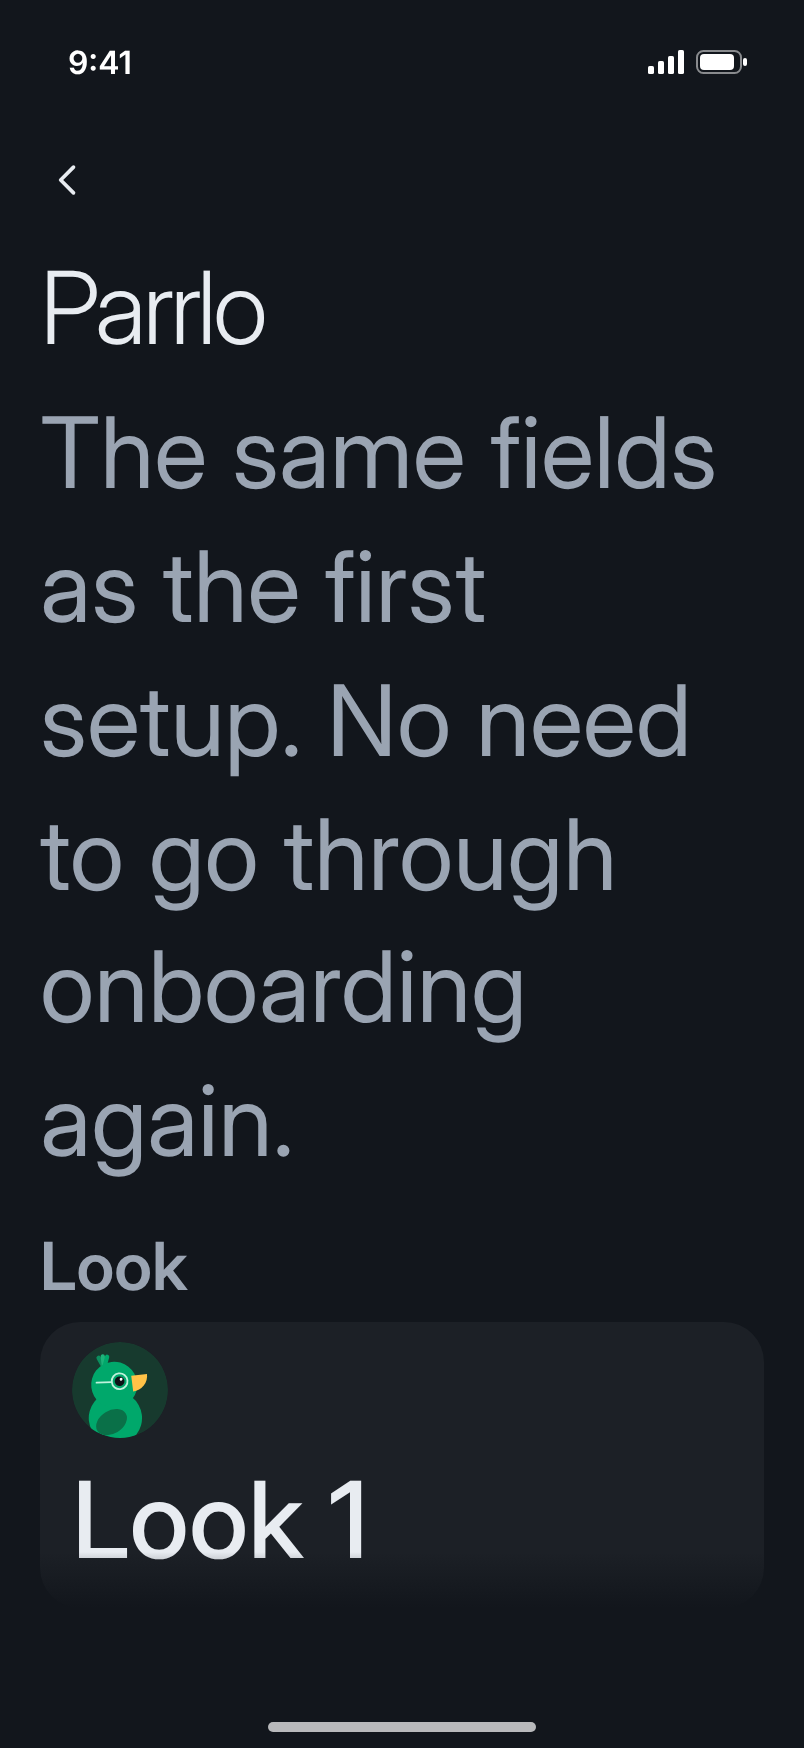 9:41
Parrlo
The same fields
as the first
setup. No need
to go through
onboarding
again.
Look
Look 1